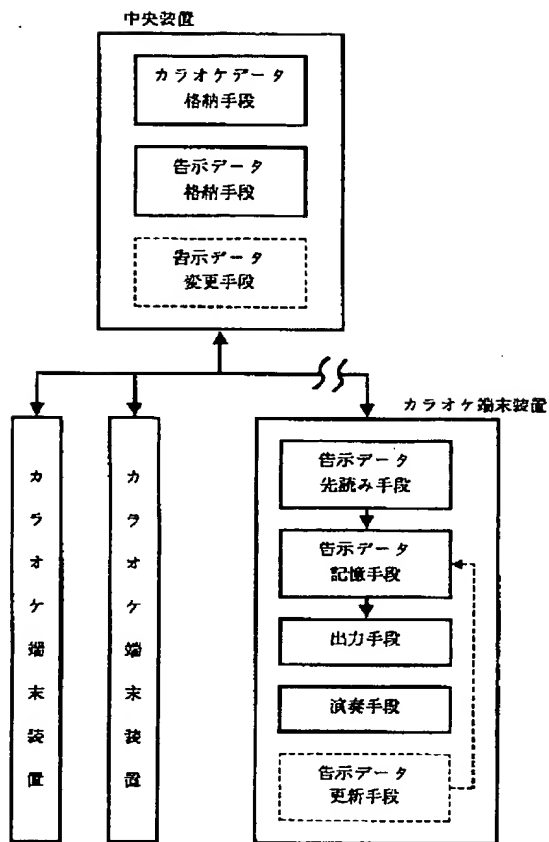 中央装置
カラオケデータ
格納手段
告示データ
格納手段
告示データ
変更手段
カラオケ端末装置
カラオケ端末装置
カラオケ端末装置
告示データ
先読み手段
告示データ
記憶手段
出力手段
演奏手段
告示データ
更新手段